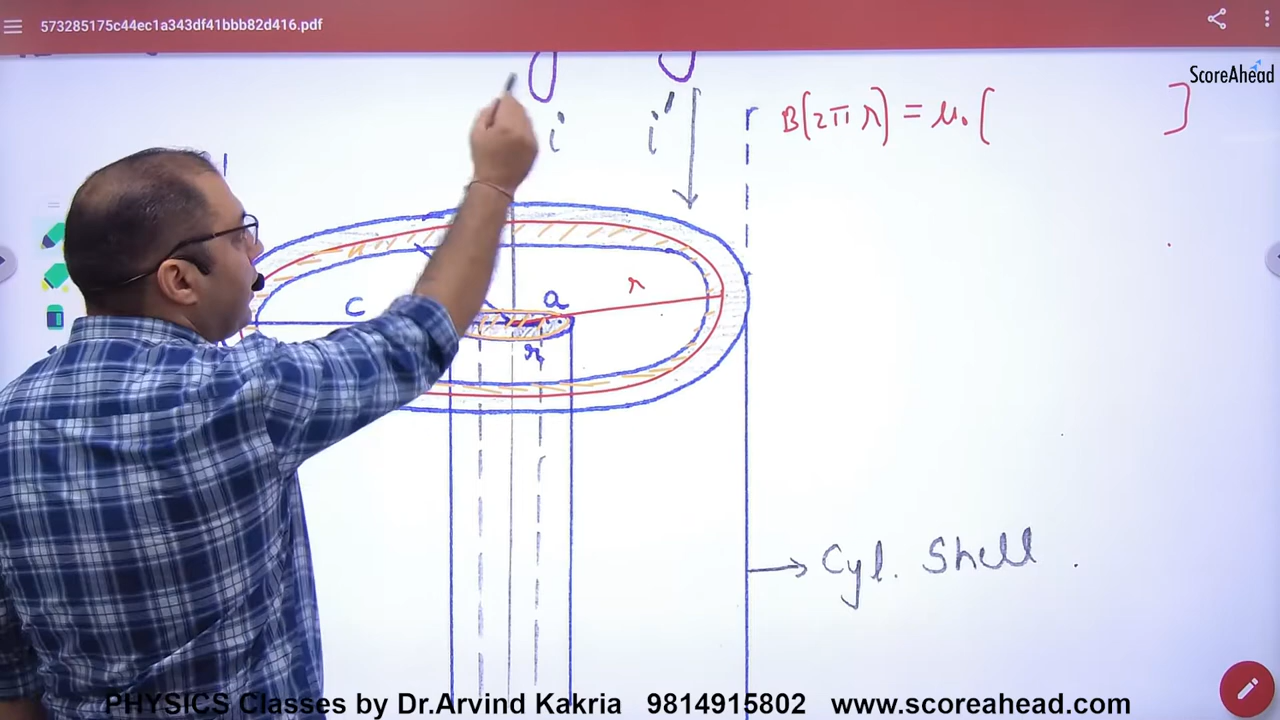 573285175c44ec1a343df41bbb82d416.pdf
ScoreAhead
B(2πr) = μ₀[ ]
i i′
c a r
r
Cyl. Shell.
PHYSICS Classes by Dr.Arvind Kakria 9814915802 www.scoreahead.com